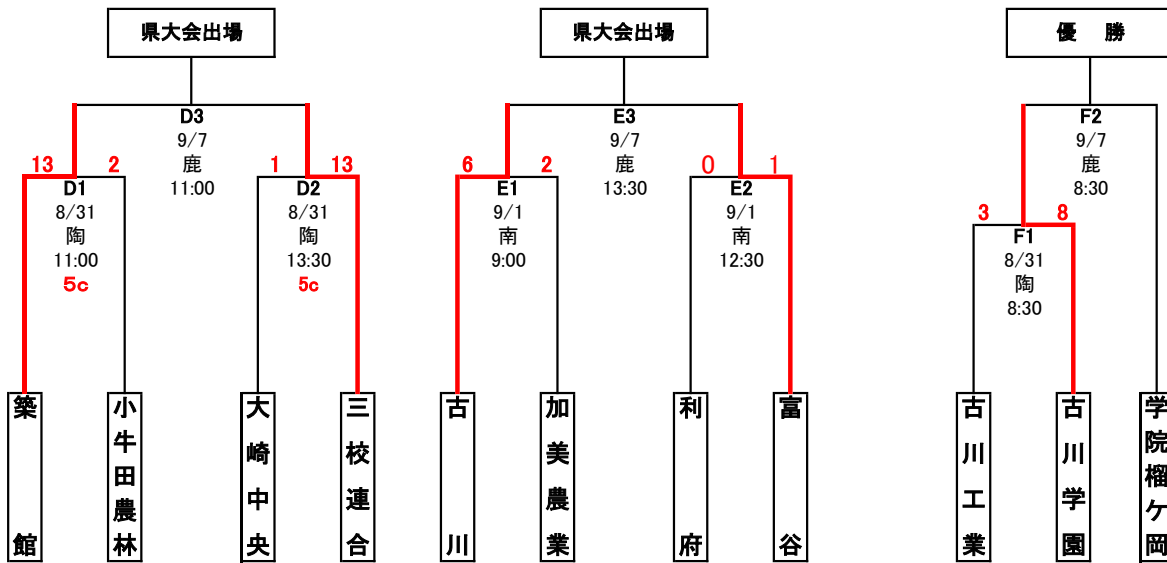 県大会出場
県大会出場
優　勝
D3
9/7
鹿
11:00
E3
9/7
鹿
13:30
F2
9/7
鹿
8:30
13 2
D1
8/31
陶
11:00
5c
1 13
D2
8/31
陶
13:30
5c
6 2
E1
9/1
南
9:00
0 1
E2
9/1
南
12:30
3 8
F1
8/31
陶
8:30
築館
小牛田農林
大崎中央
三校連合
古川
加美農業
利府
富谷
古川工業
古川学園
学院榴ケ岡